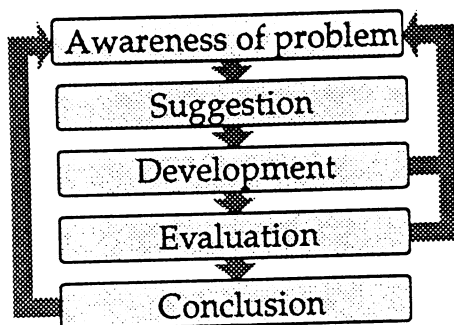 Awareness of problem
Suggestion
Development
Evaluation
Conclusion